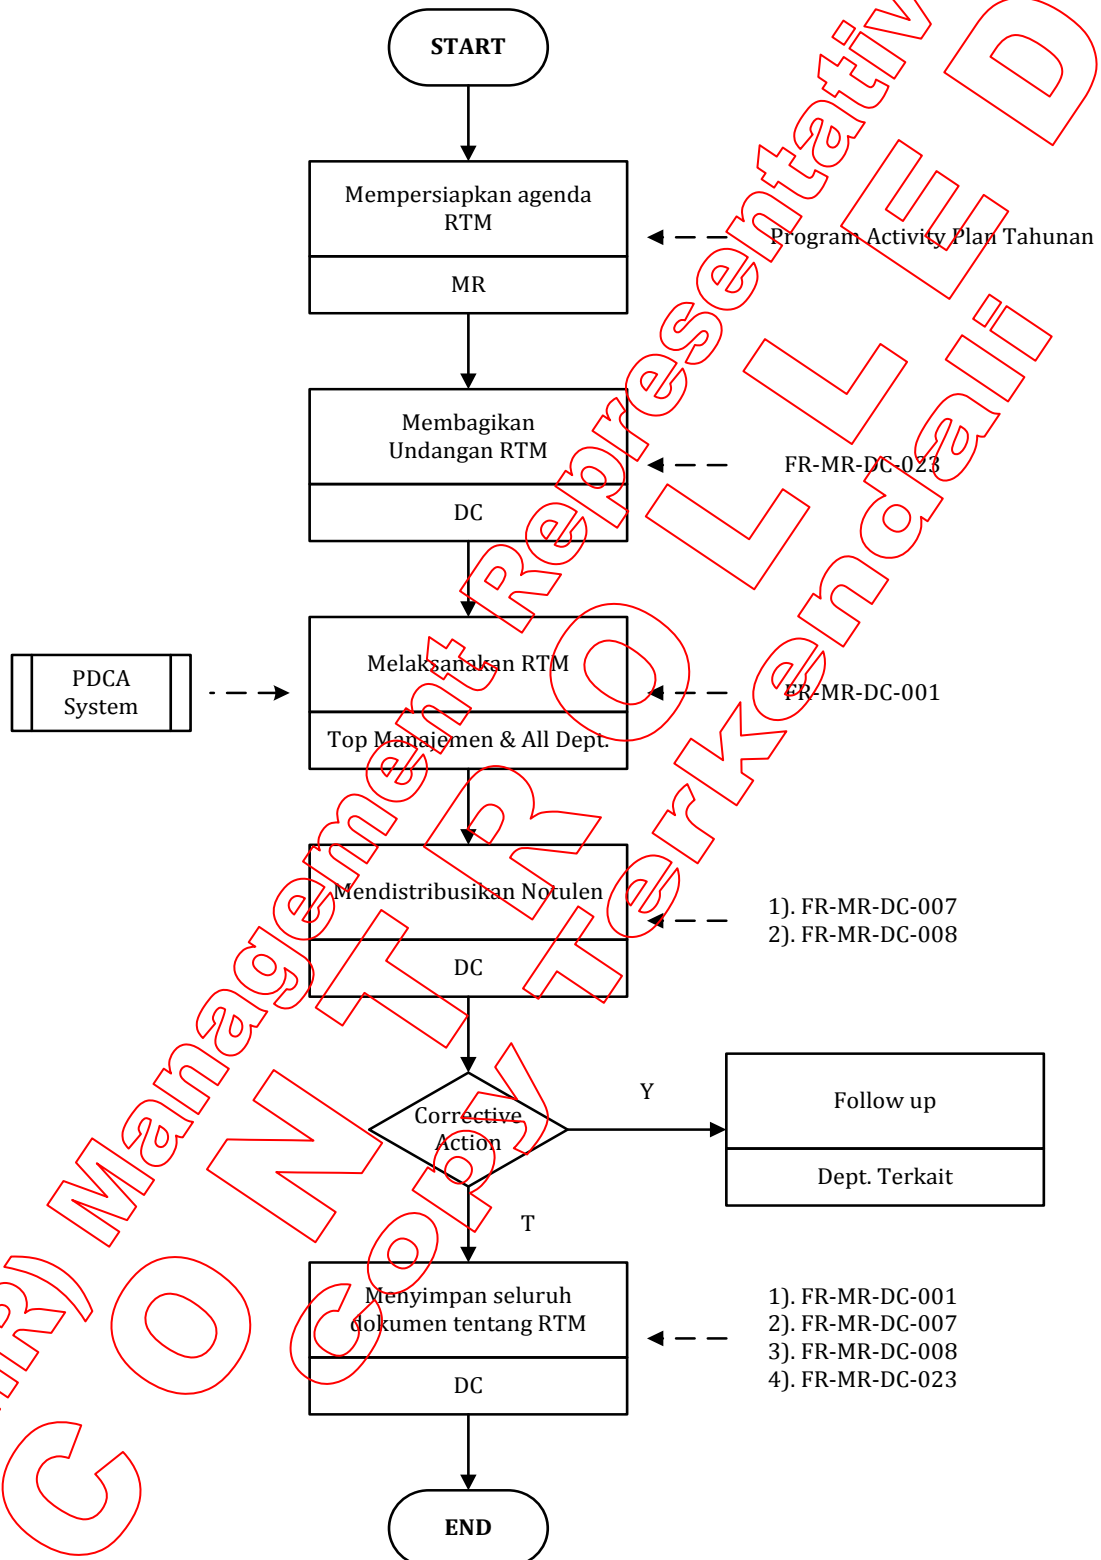 START
Mempersiapkan agenda
RTM
MR
Program Activity Plan Tahunan
Membagikan
Undangan RTM
DC
FR-MR-DC-023
PDCA
System
Melaksanakan RTM
Top Manajemen & All Dept.
FR-MR-DC-001
Mendistribusikan Notulen
DC
1). FR-MR-DC-007
2). FR-MR-DC-008
Corrective
Action
Y
Follow up
Dept. Terkait
T
Menyimpan seluruh
dokumen tentang RTM
DC
1). FR-MR-DC-001
2). FR-MR-DC-007
3). FR-MR-DC-008
4). FR-MR-DC-023
END
MR) Management Representativ
CONTROLLED
Copy Terkendali